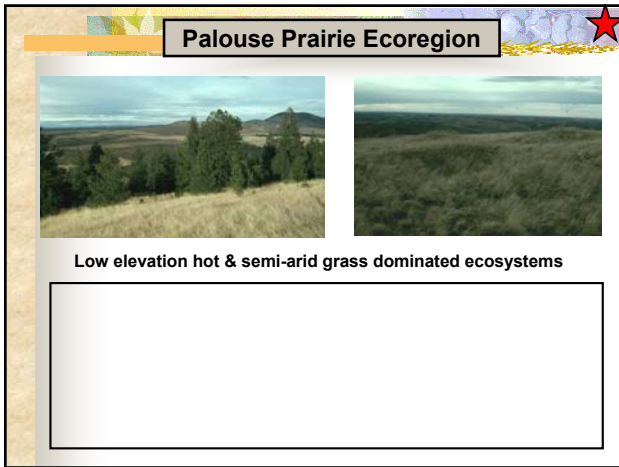 Palouse Prairie Ecoregion
Low elevation hot & semi-arid grass dominated ecosystems